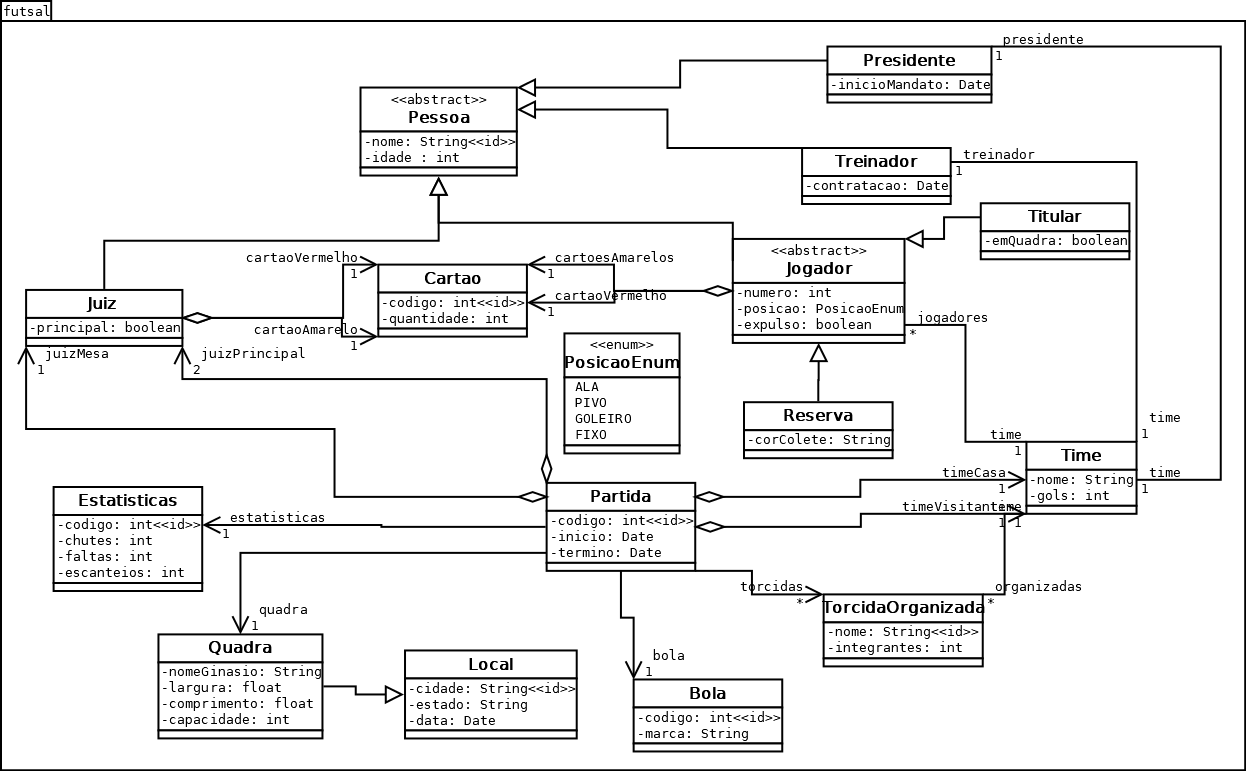 futsal
presidente
1
Presidente
-inicioMandato: Date
<<abstract>>
Pessoa
-nome: String<<id>>
-idade : int
Treinador
-contratacao: Date
treinador
1
Titular
-emQuadra: boolean
<<abstract>>
Jogador
-numero: int
-posicao: PosicaoEnum
-expulso: boolean
jogadores
*
cartaoVermelho
1
cartaoAmarelo
1
Cartao
-codigo: int<<id>>
-quantidade: int
cartoesAmarelos
1
cartaoVermelho
1
Juiz
-principal: boolean
juizMesa
1
juizPrincipal
2
<<enum>>
PosicaoEnum
ALA
PIVO
GOLEIRO
FIXO
Reserva
-corColete: String
time
1
time
1
time
1
Time
-nome: String
-gols: int
timeCasa
1
timeVisitante
1
time
1
Estatisticas
-codigo: int<<id>>
-chutes: int
-faltas: int
-escanteios: int
estatisticas
1
Partida
-codigo: int<<id>>
-inicio: Date
-termino: Date
torcidas
*
organizadas
*
TorcidaOrganizada
-nome: String<<id>>
-integrantes: int
quadra
1
Quadra
-nomeGinasio: String
-largura: float
-comprimento: float
-capacidade: int
Local
-cidade: String<<id>>
-estado: String
-data: Date
bola
1
Bola
-codigo: int<<id>>
-marca: String